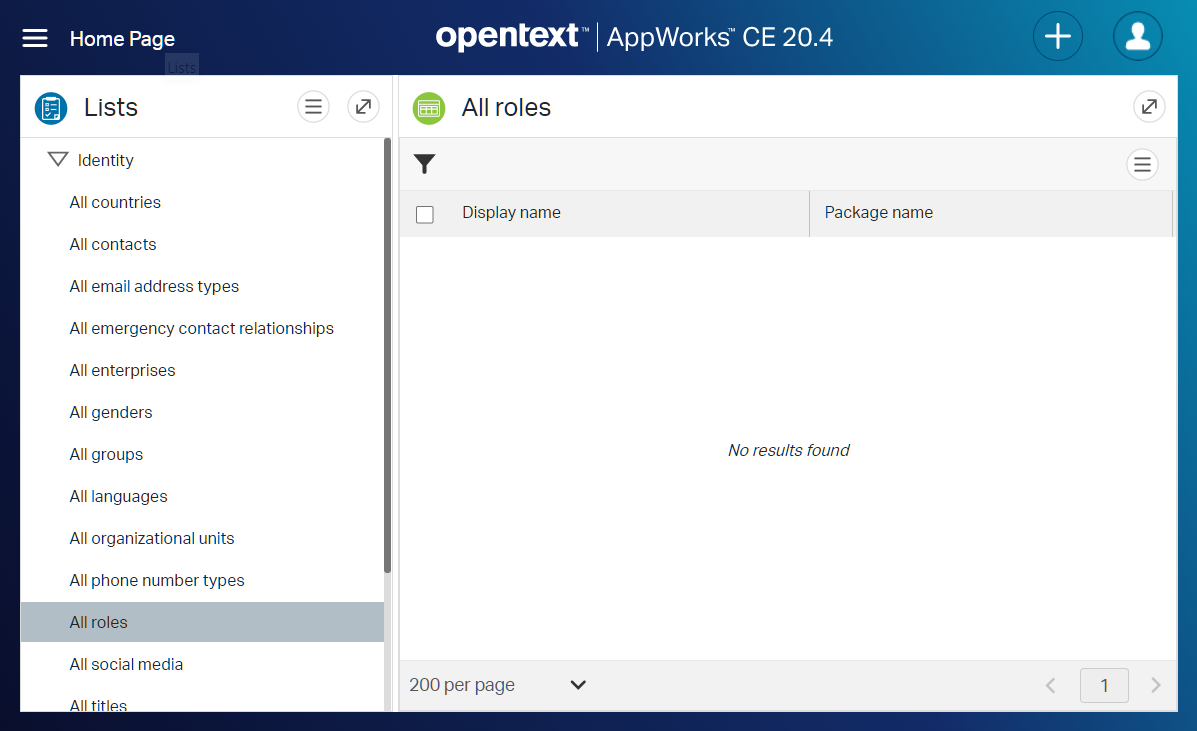 Home Page
opentext™ | AppWorks™ CE 20.4
Lists
Lists
Identity
All countries
All contacts
All email address types
All emergency contact relationships
All enterprises
All genders
All groups
All languages
All organizational units
All phone number types
All roles
All social media
All titles
All roles
Display name
Package name
No results found
200 per page
1